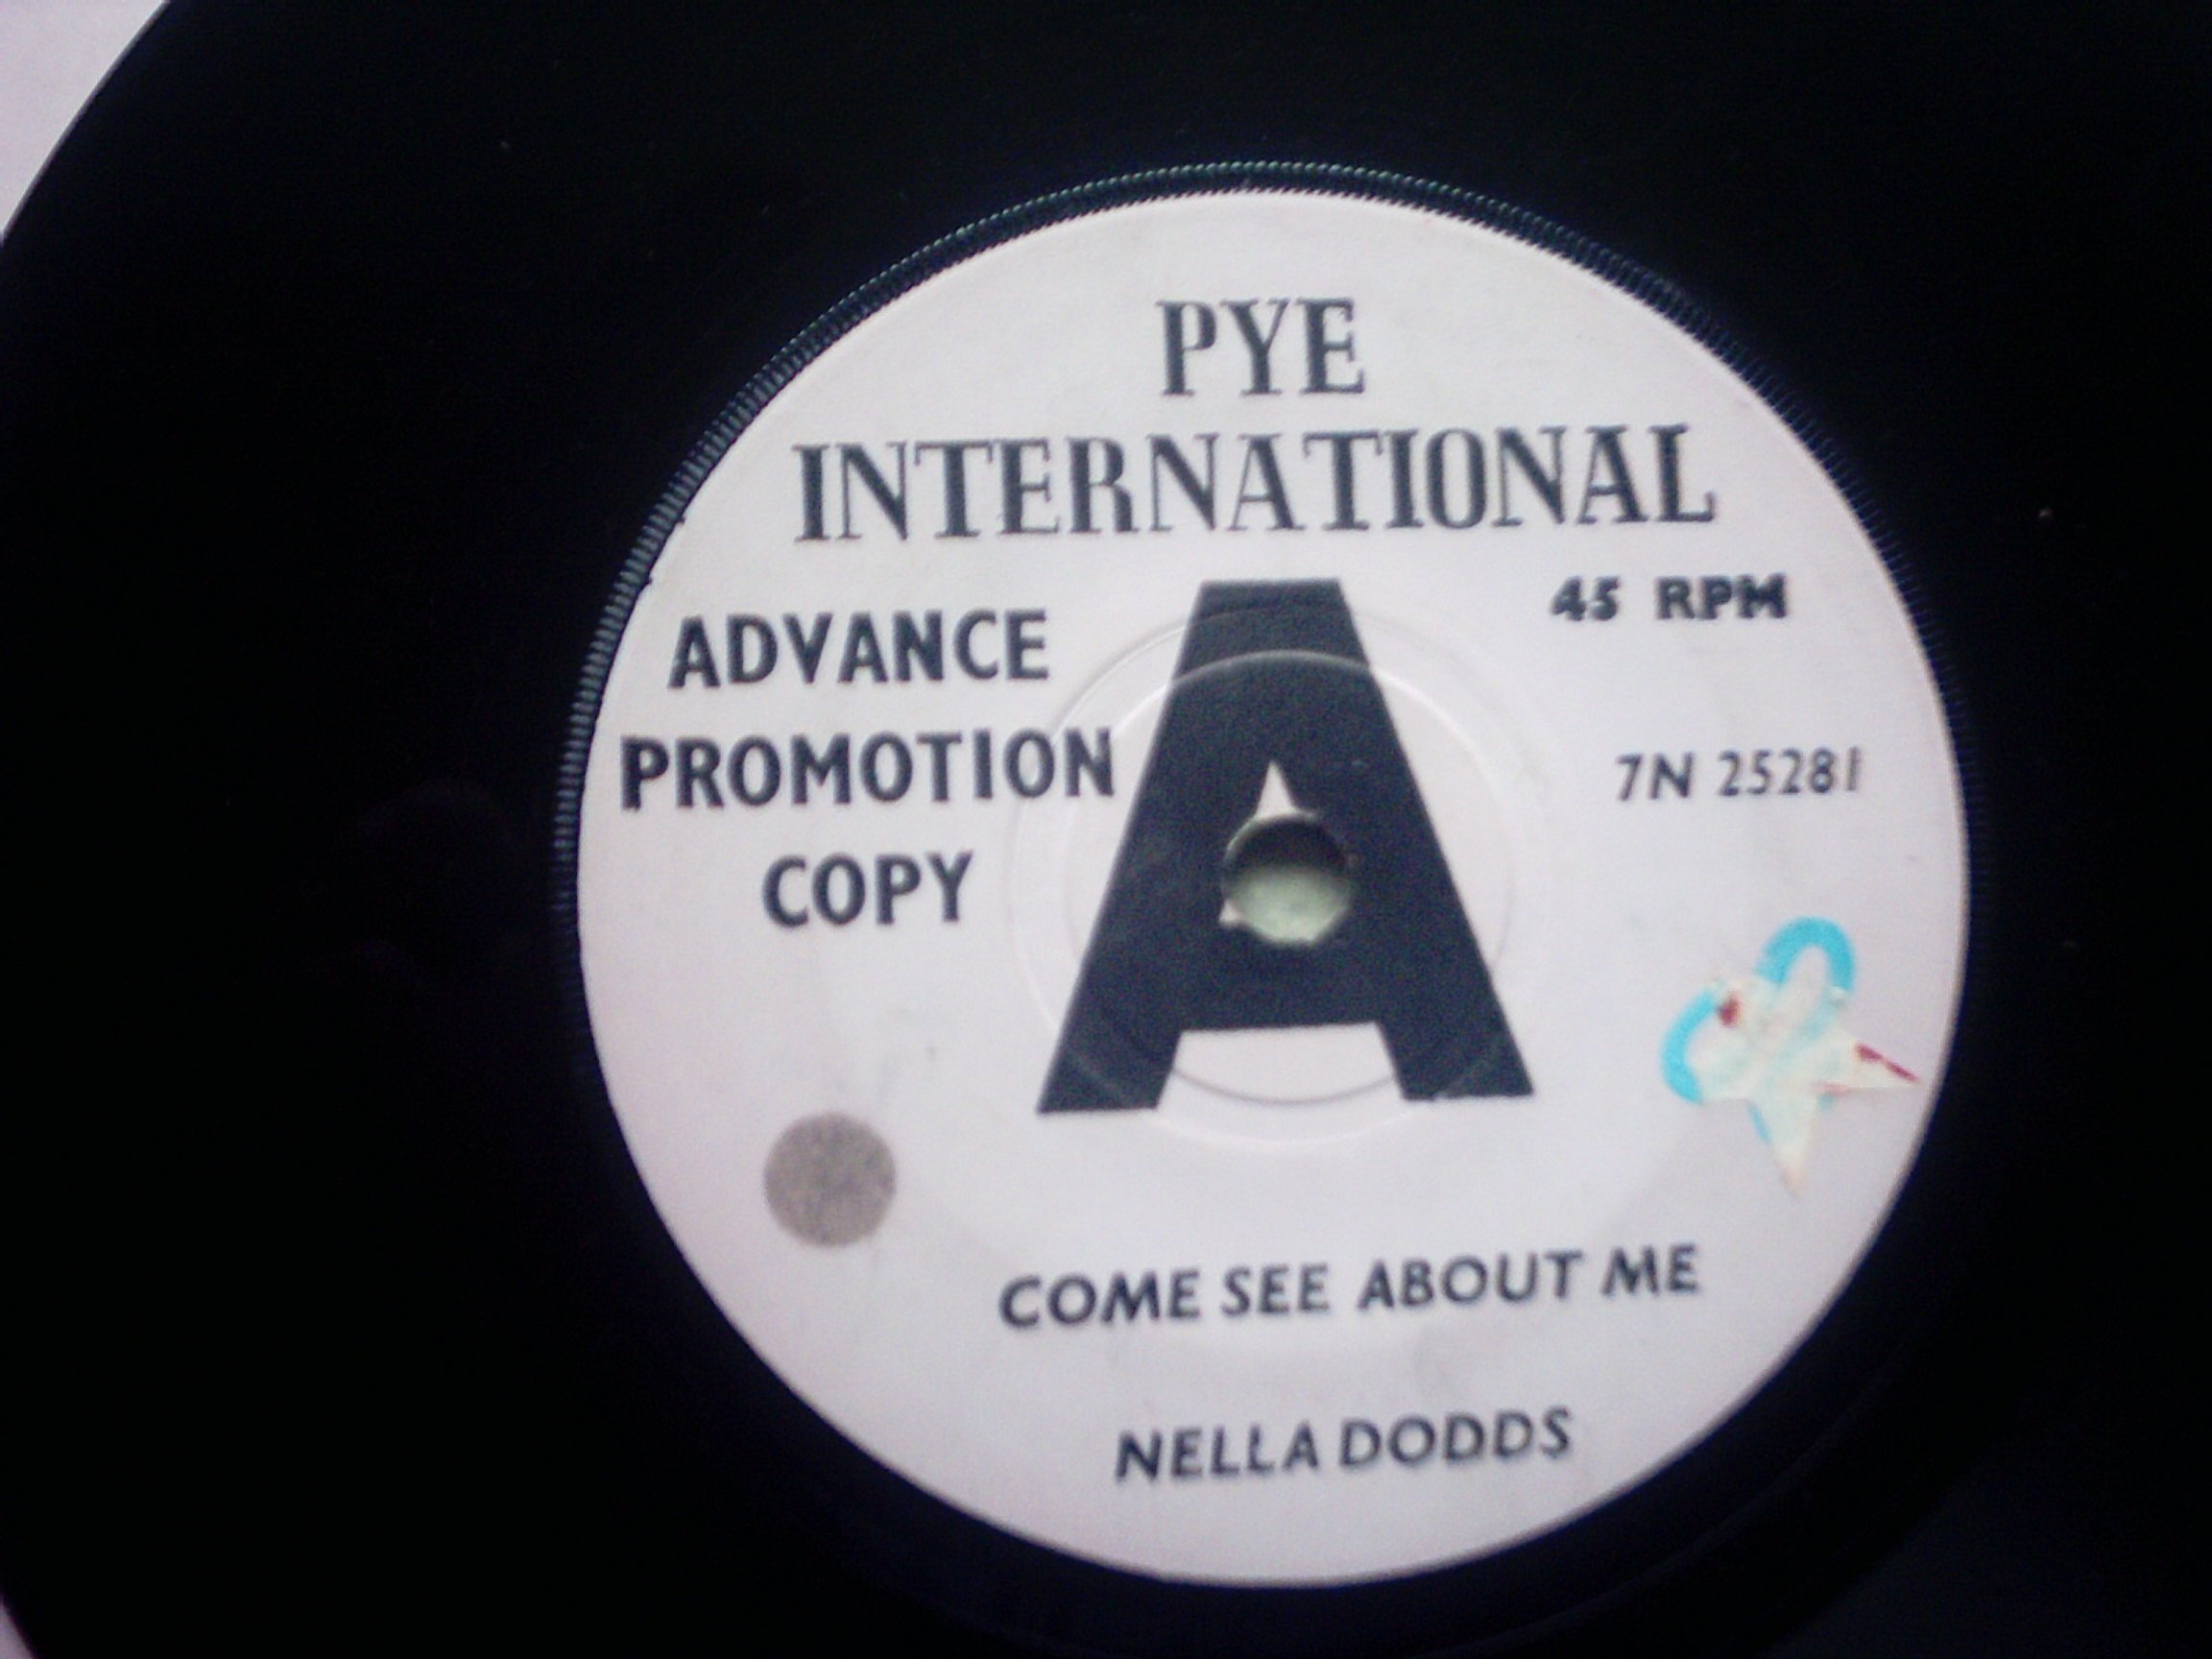 PYE
INTERNATIONAL
45 RPM
ADVANCE
PROMOTION
COPY
A
7N 25281
COME SEE ABOUT ME
NELLA DODDS